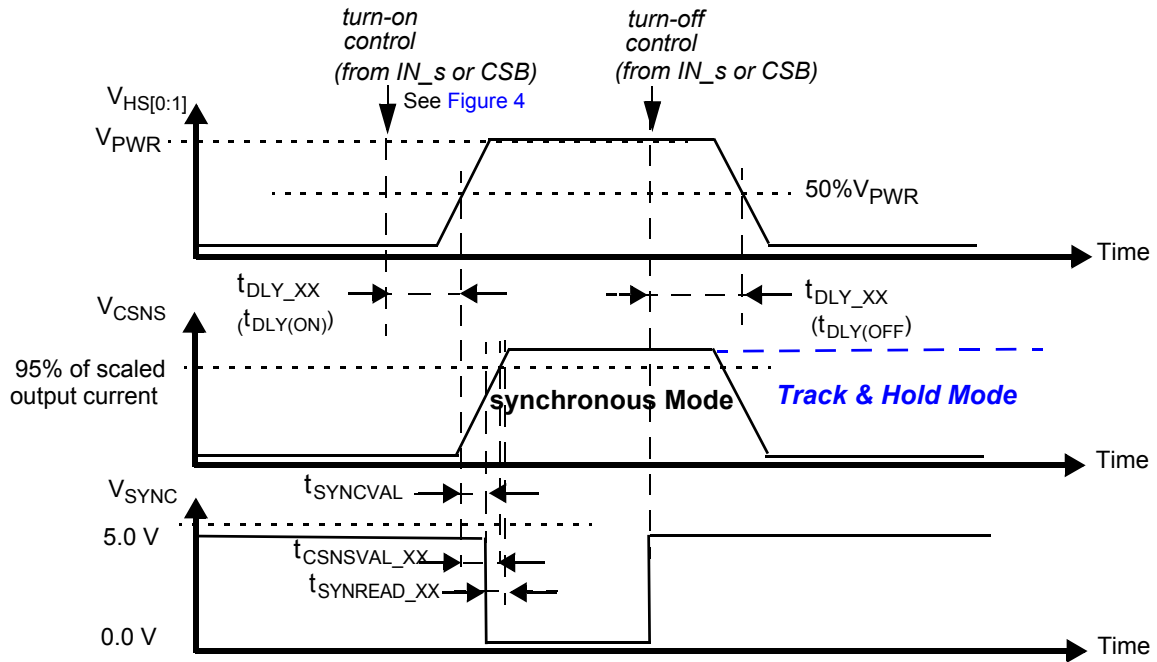 turn-on
control
(from IN_s or CSB)
See Figure 4
turn-off
control
(from IN_s or CSB)
VHS[0:1]
VPWR
50%VPWR
Time
tDLY_XX
(tDLY(ON))
tDLY_XX
(tDLY(OFF)
VCSNS
95% of scaled
output current
synchronous Mode
Track & Hold Mode
Time
tSYNCVAL
VSYNC
5.0 V
tCSNSVAL_XX
tSYNREAD_XX
0.0 V
Time